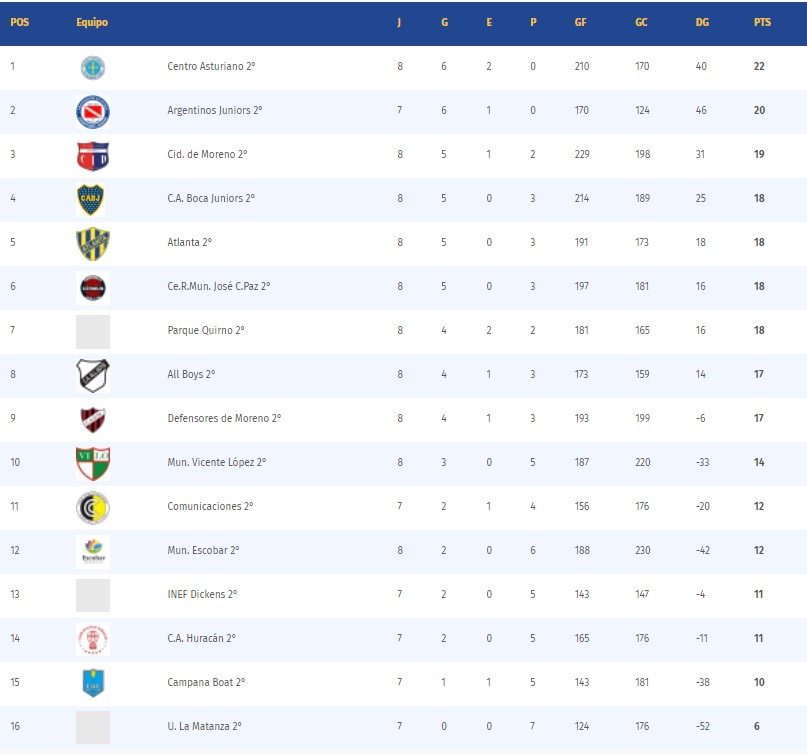 POS Equipo J G E P GF GC DG PTS
1 Centro Asturiano 2° 8 6 2 0 210 170 40 22
2 Argentinos Juniors 2° 7 6 1 0 170 124 46 20
3 Cid. de Moreno 2° 8 5 1 2 229 198 31 19
4 CABJ C.A. Boca Juniors 2° 8 5 0 3 214 189 25 18
5 Atlanta 2° 8 5 0 3 191 173 18 18
6 Ce.R.Mun. José C.Paz 2° 8 5 0 3 197 181 16 18
7 Parque Quirno 2° 8 4 2 2 181 165 16 18
8 All Boys 2° 8 4 1 3 173 159 14 17
9 Defensores de Moreno 2° 8 4 1 3 193 199 -6 17
10 Mun. Vicente López 2° 8 3 0 5 187 220 -33 14
11 Comunicaciones 2° 7 2 1 4 156 176 -20 12
12 Escobar Mun. Escobar 2° 8 2 0 6 188 230 -42 12
13 INEF Dickens 2° 7 2 0 5 143 147 -4 11
14 C.A. Huracán 2° 7 2 0 5 165 176 -11 11
15 Campana Boat 2° 7 1 1 5 143 181 -38 10
16 U. La Matanza 2° 7 0 0 7 124 176 -52 6